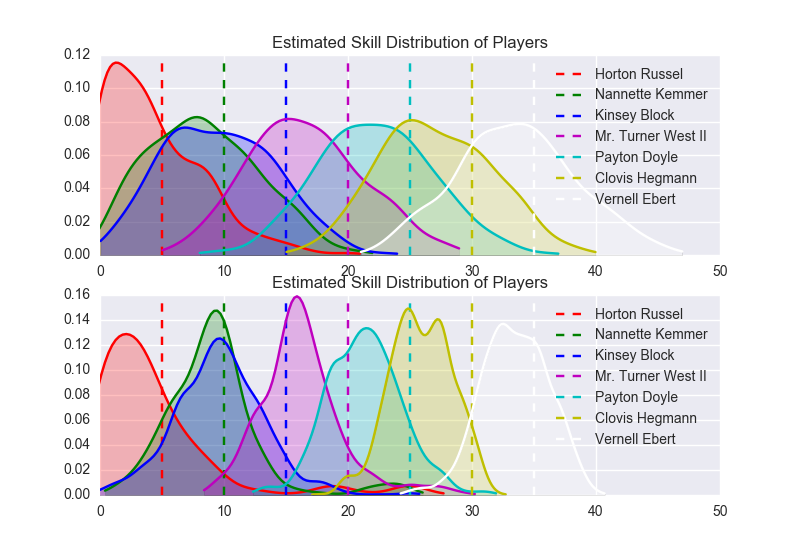 Estimated Skill Distribution of Players
0.12
0.10
0.08
0.06
0.04
0.02
0.00
Horton Russel
Nannette Kemmer
Kinsey Block
Mr. Turner West II
Payton Doyle
Clovis Hegmann
Vernell Ebert
0 10 20 30 40 50
Estimated Skill Distribution of Players
0.16
0.14
0.12
0.10
0.08
0.06
0.04
0.02
0.00
Horton Russel
Nannette Kemmer
Kinsey Block
Mr. Turner West II
Payton Doyle
Clovis Hegmann
Vernell Ebert
0 10 20 30 40 50